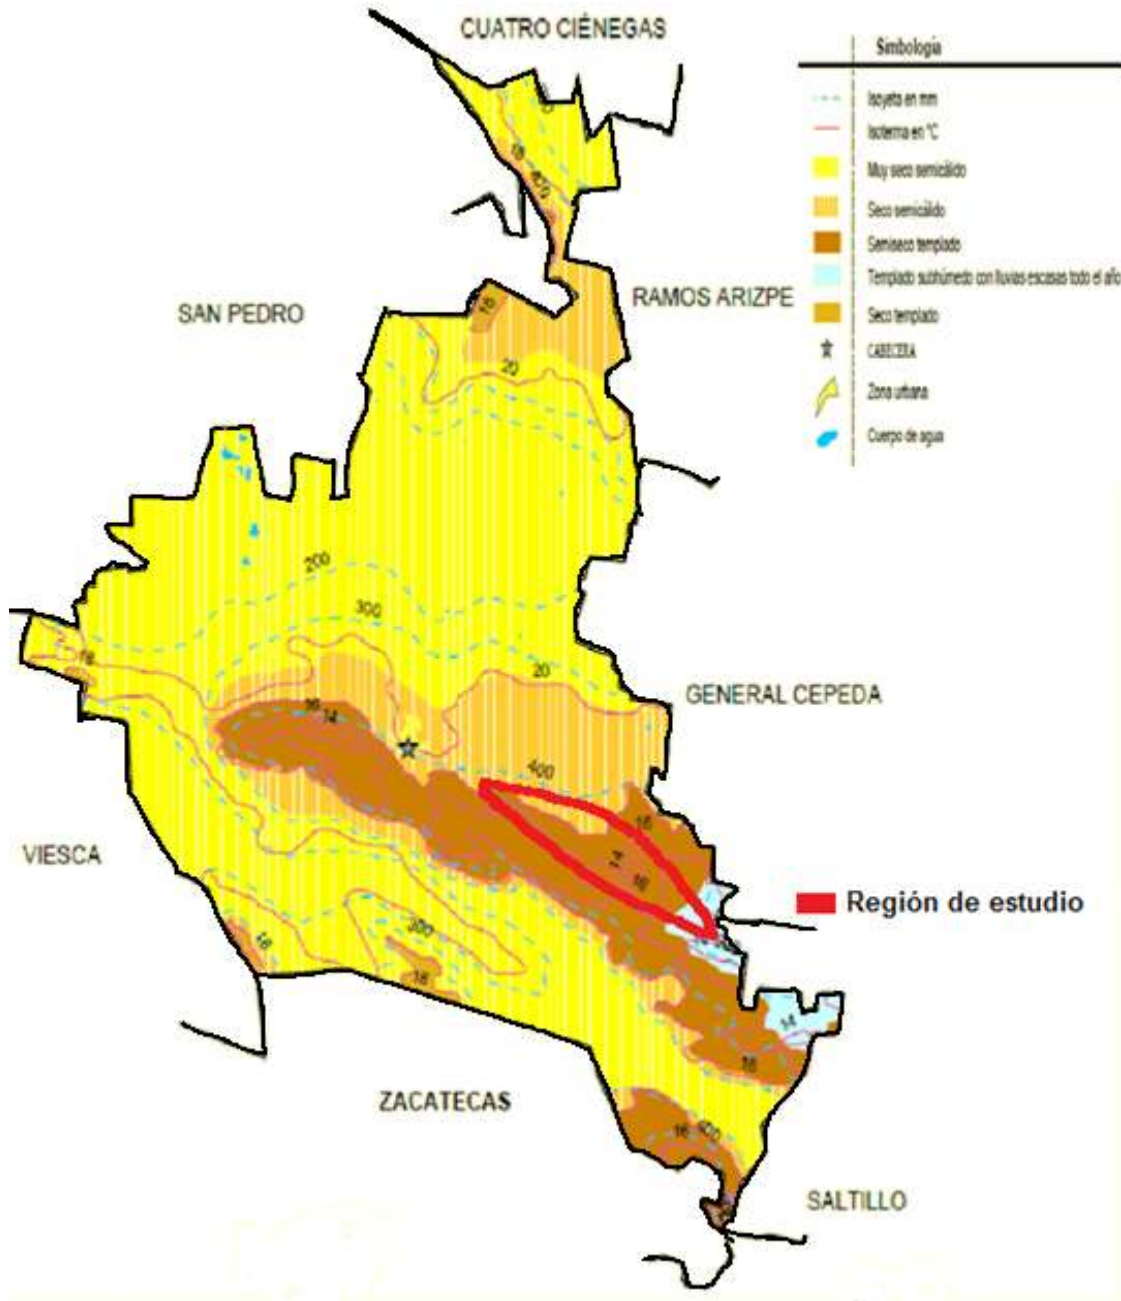 CUATRO CIÉNEGAS
Simbología
Isoyeta en mm
Isoterma en °C
Muy seco semicálido
Seco semicálido
Semiseco templado
Templado subhúmedo con lluvias escasas todo el año
Seco templado
CABECERA
Zona urbana
Cuerpo de agua
18
400
RAMOS ARIZPE
SAN PEDRO
18
20
200
300
18
20
GENERAL CEPEDA
16
14
400
16
VIESCA
14
16
Región de estudio
300
18
18
14
16
ZACATECAS
16
400
SALTILLO